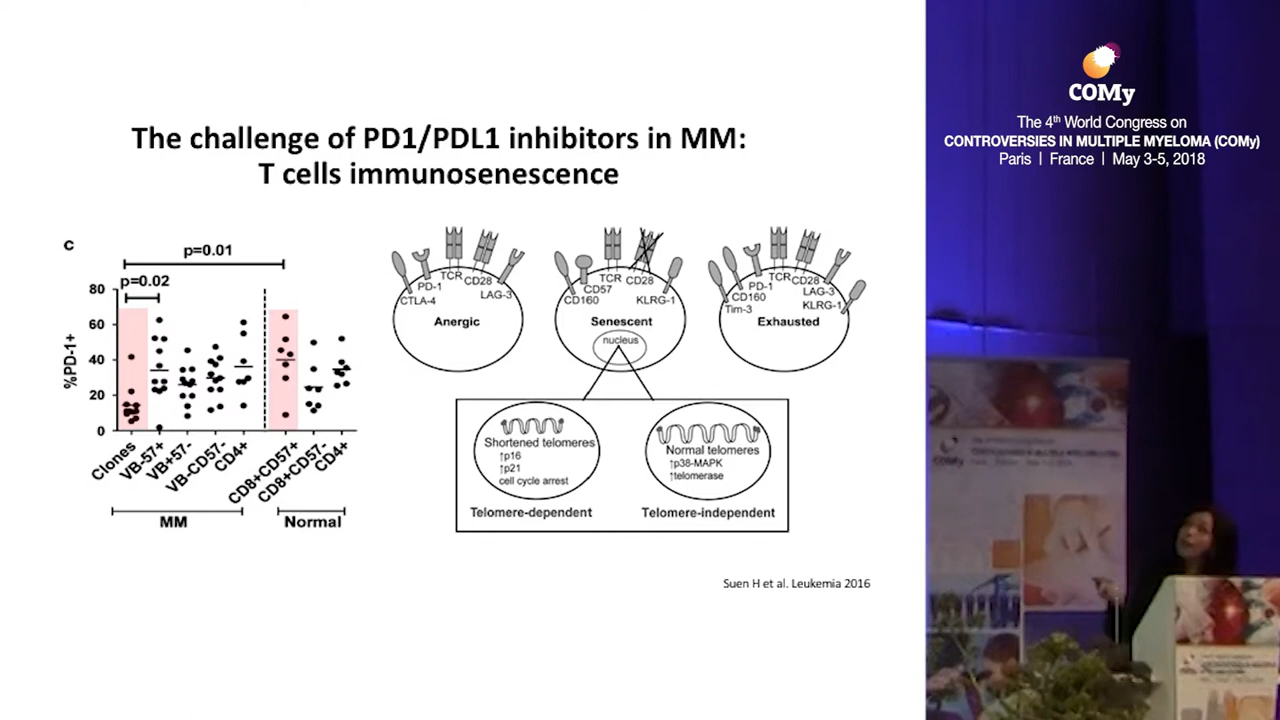 The challenge of PD1/PDL1 inhibitors in MM:
T cells immunosenescence
C
p=0.01
p=0.02
80
60
40
20
0
%PD-1+
Clones
VB-57+
VB+57-
VB-CD57-
CD4+
CD8+CD57+
CD8+CD57-
CD4+
MM
Normal
CTLA-4
PD-1
TCR
CD28
LAG-3
Anergic
CD160
CD57
TCR
CD28
KLRG-1
Senescent
nucleus
Tim-3
CD160
PD-1
TCR
CD28
LAG-3
KLRG-1
Exhausted
Shortened telomeres
↑p16
↑p21
cell cycle arrest
Telomere-dependent
Normal telomeres
↑p38-MAPK
↑telomerase
Telomere-independent
Suen H et al. Leukemia 2016
COMy
The 4th World Congress on
CONTROVERSIES IN MULTIPLE MYELOMA (COMy)
Paris | France | May 3-5, 2018